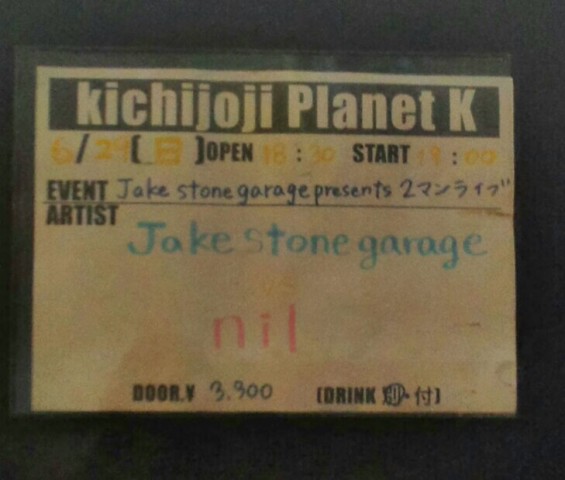 kichijoji Planet K
6/29 [日] OPEN 18:30 START 19:00
EVENT Jake stone garage presents 2マンライブ"
ARTIST
Jake stone garage
vs
nil
DOOR.¥ 3,300 (DRINK 別・付)